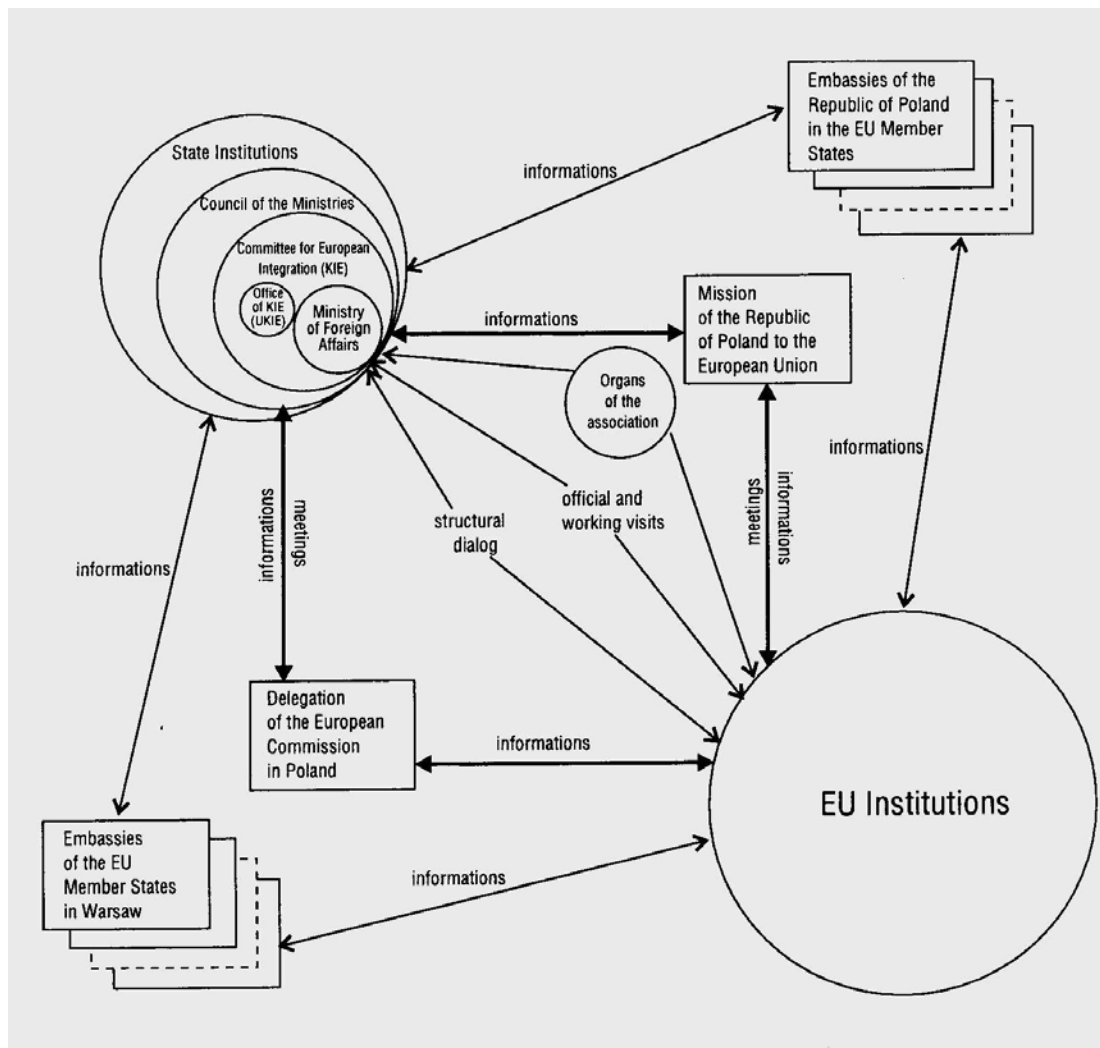 Embassies of the
Republic of Poland
in the EU Member
States
State Institutions
informations
Council of the Ministries
Committee for European
Integration (KIE)
Office
of KIE
(UKIE)
Ministry
of Foreign
Affairs
informations
Mission
of the Republic
of Poland to the
European Union
Organs
of the
association
informations
informations
meetings
structural
dialog
official and
working visits
meetings
informations
informations
Delegation
of the European
Commission
in Poland
informations
EU Institutions
Embassies
of the EU
Member States
in Warsaw
informations